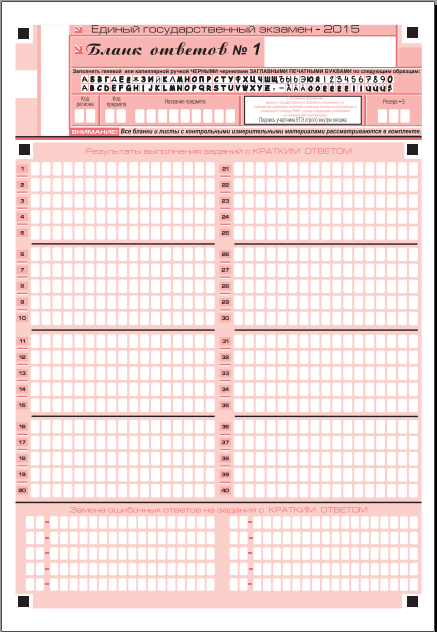 Единый государственный экзамен - 2015
Бланк ответов № 1
Заполнять гелевой или капиллярной ручкой ЧЕРНЫМИ чернилами ЗАГЛАВНЫМИ ПЕЧАТНЫМИ БУКВАМИ по следующим образцам:
АБВГДЕЁЖЗИЙКЛМНОПРСТУФХЦЧШЩЪЫЬЭЮЯ1234567890
ABCDEFGHIJKLMNOPQRSTUVWXYZ
Код региона
Код предмета
Название предмета
Подпись участника ЕГЭ строго внутри окошка
Резерв - 5
ВНИМАНИЕ! Все бланки и листы с контрольными измерительными материалами рассматриваются в комплекте.
Результаты выполнения заданий с КРАТКИМ ОТВЕТОМ
1 21
2 22
3 23
4 24
5 25
6 26
7 27
8 28
9 29
10 30
11 31
12 32
13 33
14 34
15 35
16 36
17 37
18 38
19 39
20 40
Замена ошибочных ответов на задания с КРАТКИМ ОТВЕТОМ